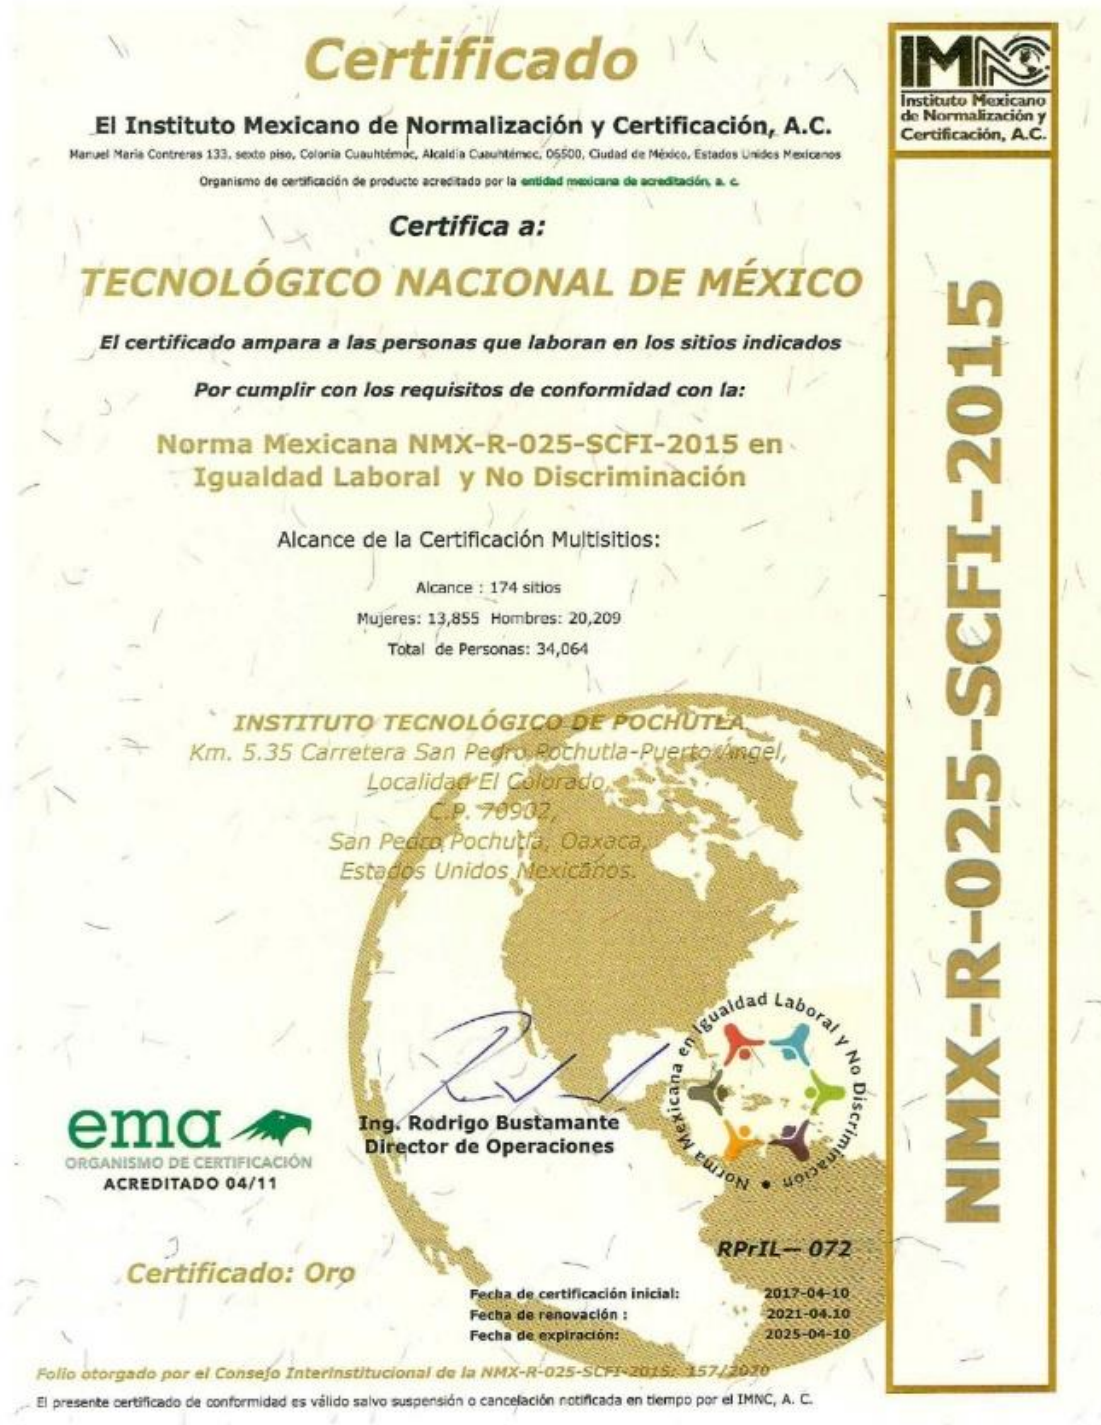 Certificado
El Instituto Mexicano de Normalización y Certificación, A.C.
Manuel María Contreras 133, sexto piso, Colonia Cuauhtémoc, Alcaldía Cuauhtémoc, 06500, Ciudad de México, Estados Unidos Mexicanos
Organismo de certificación de producto acreditado por la entidad mexicana de acreditación, a. c.
Certifica a:
TECNOLÓGICO NACIONAL DE MÉXICO
El certificado ampara a las personas que laboran en los sitios indicados
Por cumplir con los requisitos de conformidad con la:
Norma Mexicana NMX-R-025-SCFI-2015 en
Igualdad Laboral y No Discriminación
Alcance de la Certificación Multisitios:
Alcance : 174 sitios
Mujeres: 13,855 Hombres: 20,209
Total de Personas: 34,064
INSTITUTO TECNOLÓGICO DE POCHUTLA
Km. 5.35 Carretera San Pedro Pochutla-Puerto Ángel,
Localidad El Colorado,
C.P. 70902,
San Pedro Pochutla, Oaxaca,
Estados Unidos Mexicanos.
Ing. Rodrigo Bustamante
Director de Operaciones
ema
ORGANISMO DE CERTIFICACIÓN
ACREDITADO 04/11
Norma Mexicana en Igualdad Laboral y No Discriminación
RPrIL— 072
Certificado: Oro
Fecha de certificación inicial: 2017-04-10
Fecha de renovación : 2021-04.10
Fecha de expiración: 2025-04-10
Folio otorgado por el Consejo Interinstitucional de la NMX-R-025-SCFI-2015: 157/2020
El presente certificado de conformidad es válido salvo suspensión o cancelación notificada en tiempo por el IMNC, A. C.
IMNC
Instituto Mexicano
de Normalización y
Certificación, A.C.
NMX-R-025-SCFI-2015